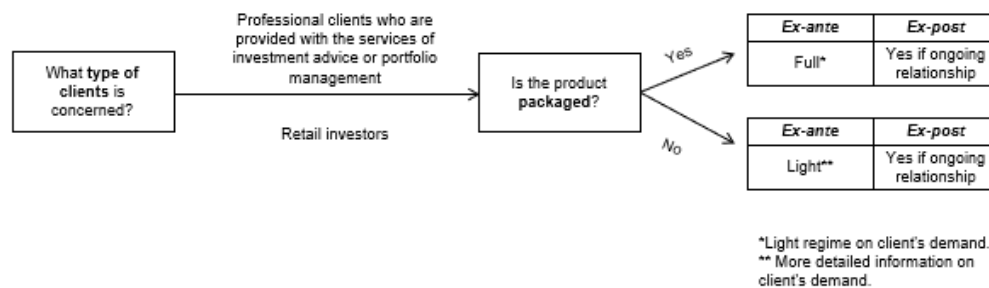 What type of
clients is
concerned?
Professional clients who are
provided with the services of
investment advice or portfolio
management
Retail investors
Is the product
packaged?
Yes
No
Ex-ante Ex-post
Full* Yes if ongoing
relationship
Ex-ante Ex-post
Light** Yes if ongoing
relationship
*Light regime on client's demand.
** More detailed information on
client's demand.